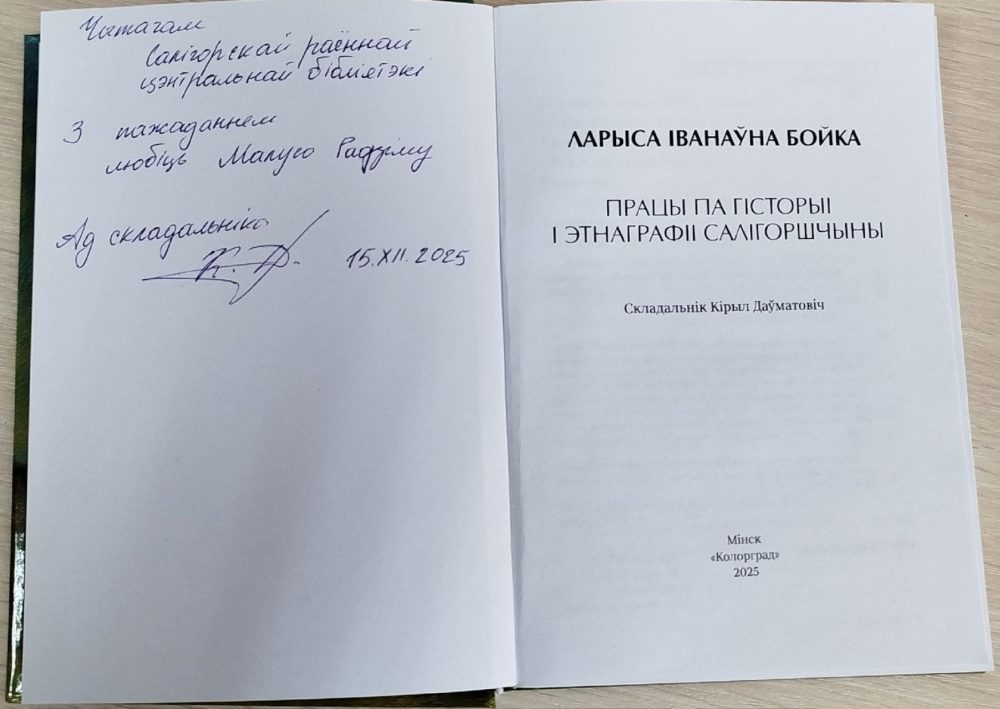 Чытачам
Салігорскай раённай
цэнтральнай бібліятэкі
З пажаданнем
любіць Малую Радзіму
Ад складальніка
К. Д. 15.XII.2025
ЛАРЫСА ІВАНАЎНА БОЙКА
ПРАЦЫ ПА ГІСТОРЫІ
І ЭТНАГРАФІІ САЛІГОРШЧЫНЫ
Складальнік Кірыл Даўматовіч
Мінск
«Колорград»
2025